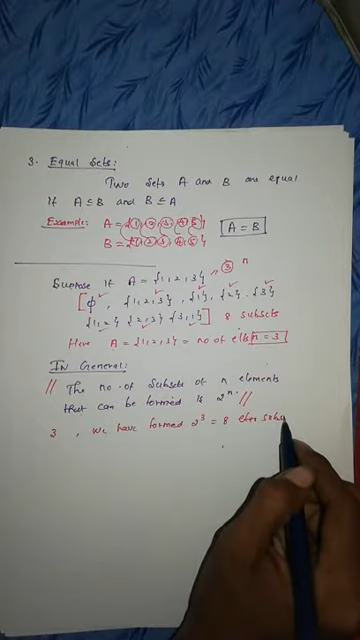 3. Equal Sets:
Two Sets A and B are equal
If A ⊆ B and B ⊆ A
Example: A = {1, 2, 3, 4, 5} A = B
B = {1, 2, 3, 4, 5}
Supose If A = {1, 2, 3} 3 n
[ϕ, {1, 2, 3}, {1}, {2}, {3}
{1, 2} {2, 3} {3, 1}] 8 subsets
Here A = {1, 2, 3} = no of n = 3
IN General:
// The no. of subsets of n elements
that can be formed is 2ⁿ. //
3, we have formed 2³ = 8